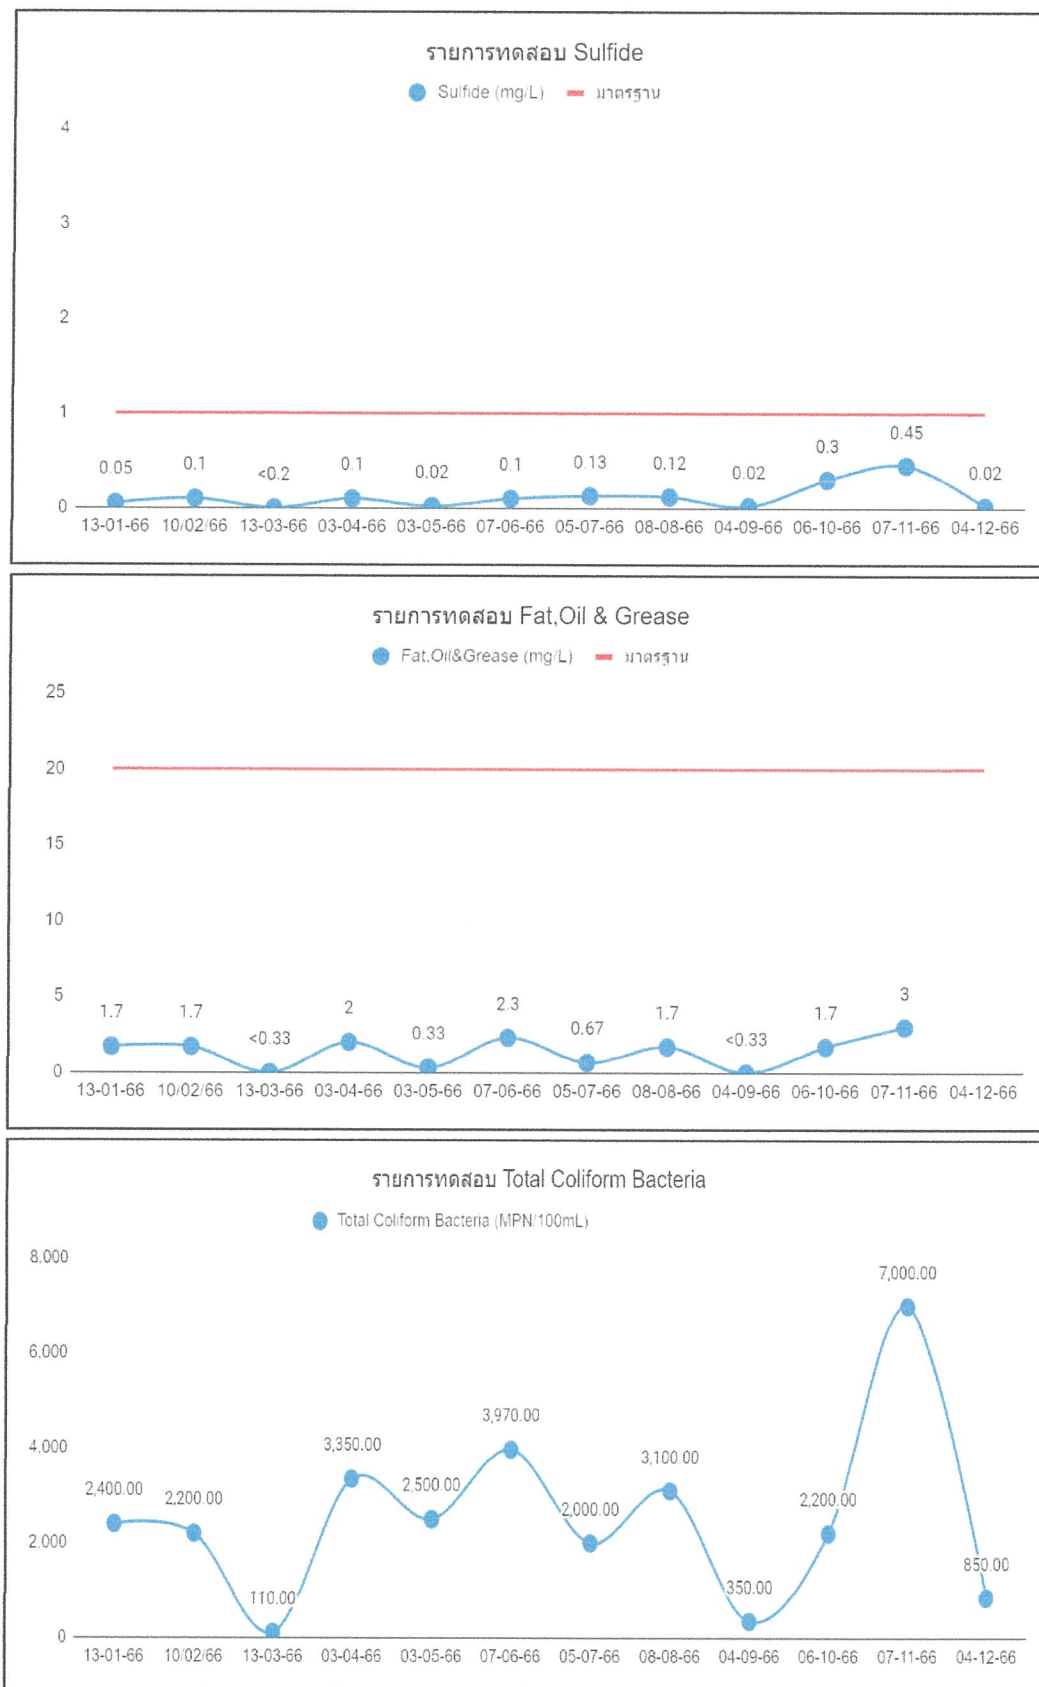 รายการทดสอบ Sulfide
Sulfide (mg/L) มาตรฐาน
4
3
2
1
0.05 0.1 <0.2 0.1 0.02 0.1 0.13 0.12 0.02 0.3 0.45 0.02
0
13-01-66 10/02/66 13-03-66 03-04-66 03-05-66 07-06-66 05-07-66 08-08-66 04-09-66 06-10-66 07-11-66 04-12-66
รายการทดสอบ Fat,Oil & Grease
Fat,Oil&Grease (mg/L) มาตรฐาน
25
20
15
10
5
1.7 1.7 <0.33 2 0.33 2.3 0.67 1.7 <0.33 1.7 3
0
13-01-66 10/02/66 13-03-66 03-04-66 03-05-66 07-06-66 05-07-66 08-08-66 04-09-66 06-10-66 07-11-66 04-12-66
รายการทดสอบ Total Coliform Bacteria
Total Coliform Bacteria (MPN/100mL)
8,000
6,000
4,000
2,000
2,400.00 2,200.00 110.00 3,350.00 2,500.00 3,970.00 2,000.00 3,100.00 350.00 2,200.00 7,000.00 850.00
0
13-01-66 10/02/66 13-03-66 03-04-66 03-05-66 07-06-66 05-07-66 08-08-66 04-09-66 06-10-66 07-11-66 04-12-66